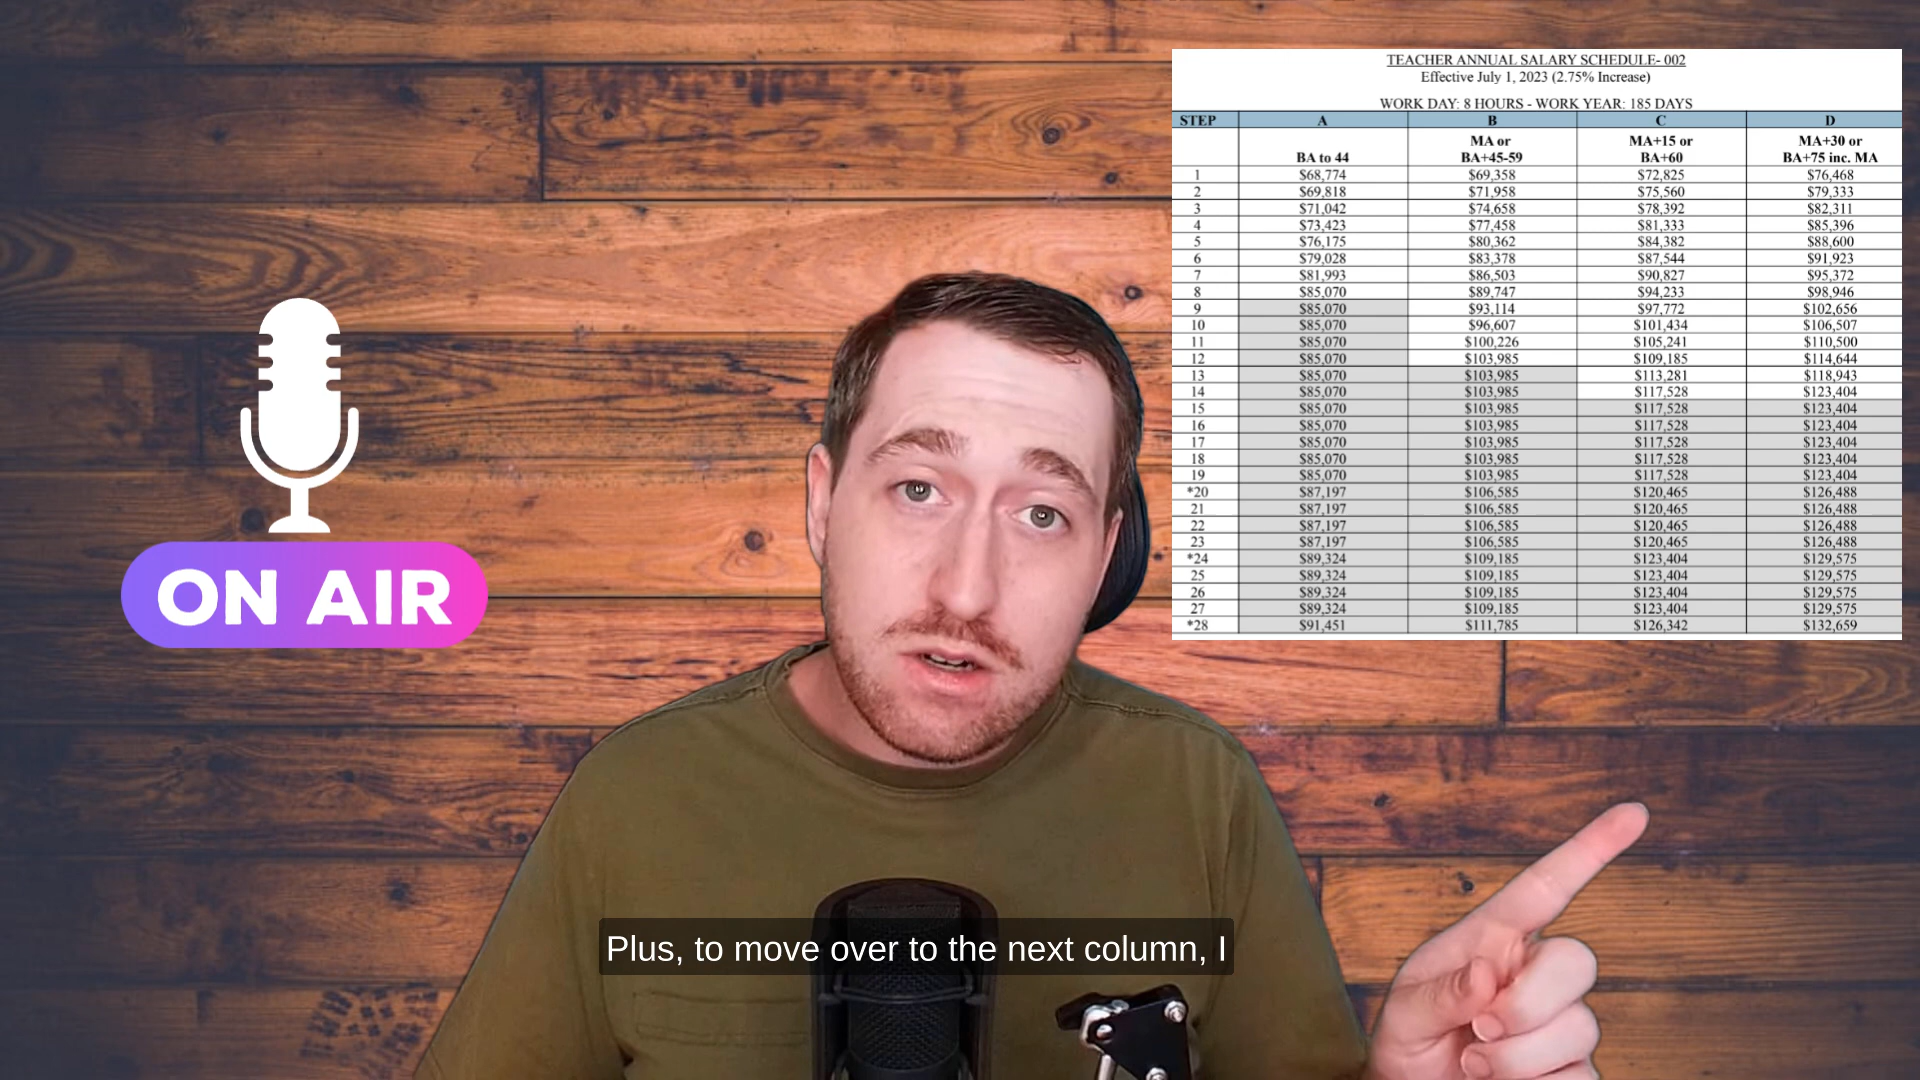 TEACHER ANNUAL SALARY SCHEDULE- 002
Effective July 1, 2023 (2.75% Increase)
WORK DAY: 8 HOURS - WORK YEAR: 185 DAYS
STEP A B C D
BA to 44 MA or BA+45-59 MA+15 or BA+60 MA+30 or BA+75 inc. MA
1 $68,774 $69,358 $72,825 $76,468
2 $69,818 $71,958 $75,560 $79,333
3 $71,042 $74,658 $78,392 $82,311
4 $73,423 $77,458 $81,333 $85,396
5 $76,175 $80,362 $84,382 $88,600
6 $79,028 $83,378 $87,544 $91,923
7 $81,993 $86,503 $90,827 $95,372
8 $85,070 $89,747 $94,233 $98,946
9 $85,070 $93,114 $97,772 $102,656
10 $85,070 $96,607 $101,434 $106,507
11 $85,070 $100,226 $105,241 $110,500
12 $85,070 $103,985 $109,185 $114,644
13 $85,070 $103,985 $113,281 $118,943
14 $85,070 $103,985 $117,528 $123,404
15 $85,070 $103,985 $117,528 $123,404
16 $85,070 $103,985 $117,528 $123,404
17 $85,070 $103,985 $117,528 $123,404
18 $85,070 $103,985 $117,528 $123,404
19 $85,070 $103,985 $117,528 $123,404
*20 $87,197 $106,585 $120,465 $126,488
21 $87,197 $106,585 $120,465 $126,488
22 $87,197 $106,585 $120,465 $126,488
23 $87,197 $106,585 $120,465 $126,488
*24 $89,324 $109,185 $123,404 $129,575
25 $89,324 $109,185 $123,404 $129,575
26 $89,324 $109,185 $123,404 $129,575
27 $89,324 $109,185 $123,404 $129,575
*28 $91,451 $111,785 $126,342 $132,659
ON AIR
Plus, to move over to the next column, I